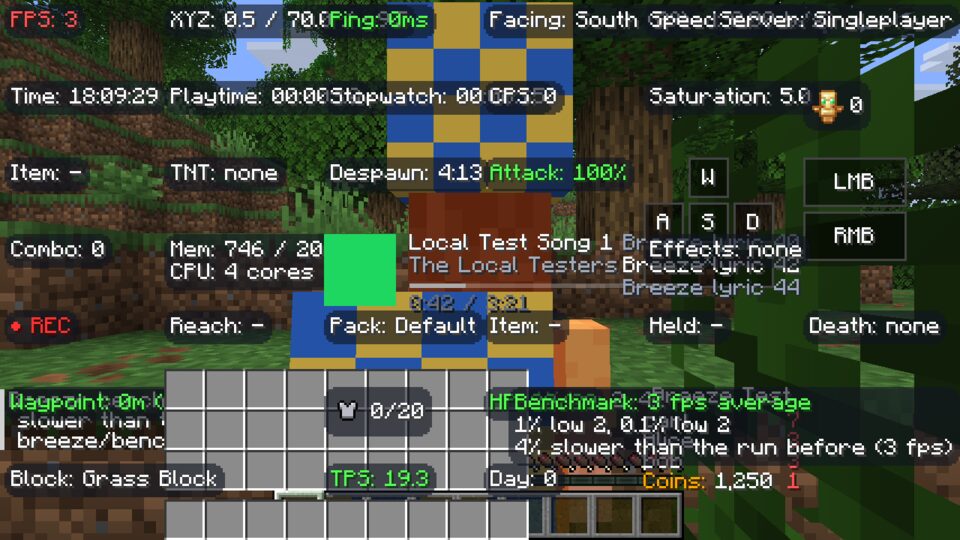 FPS: 3
XYZ: 0.5 / 70.0
Ping: 0ms
Facing: South
Speed
Server: Singleplayer
Time: 18:09:29
Playtime: 00:00
Stopwatch: 00:0
CPS: 0
Saturation: 5.0
0
Item: -
TNT: none
Despawn: 4:13
Attack: 100%
W
LMB
A S D
RMB
Combo: 0
Mem: 746 / 20
CPU: 4 cores
Local Test Song 1
The Local Testers
0:42 / 3:21
Effects: none
Breeze lyric 42
Breeze lyric 44
REC
Reach: -
Pack: Default
Item: -
Held: -
Death: none
Waypoint: 0m
slower than
breeze/benc
0/20
Benchmark: 3 fps average
1% low 2, 0.1% low 2
4% slower than the run before (3 fps)
Block: Grass Block
TPS: 19.3
Day: 0
Coins: 1,250
1